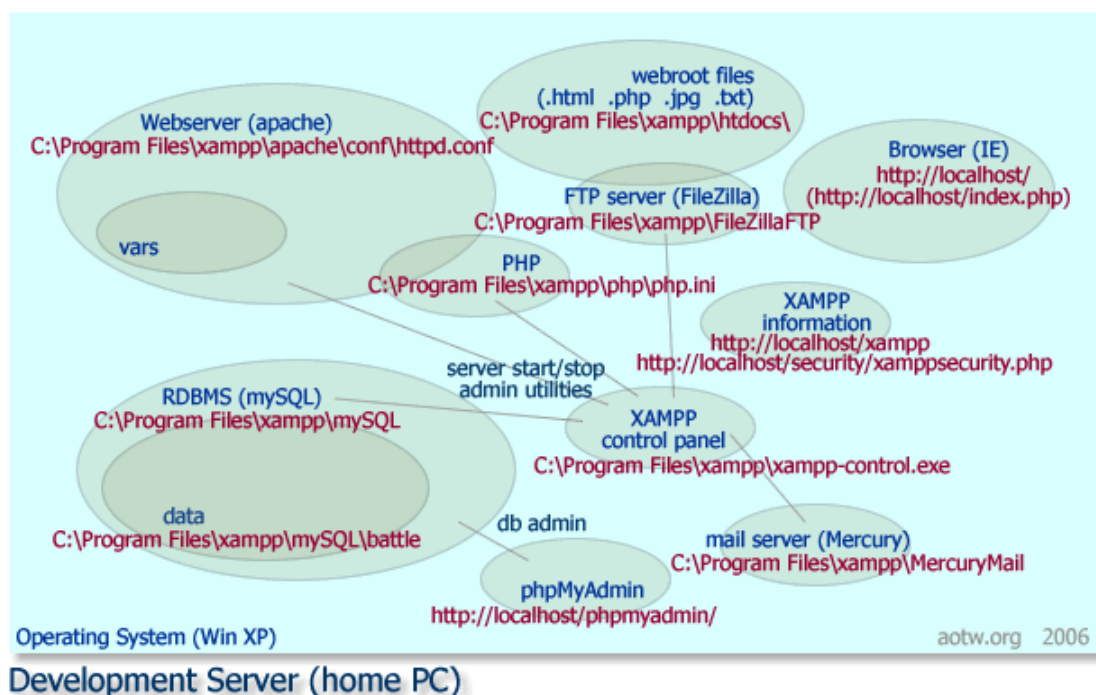 webroot files
(.html .php .jpg .txt)
C:\Program Files\xampp\htdocs\
Webserver (apache)
C:\Program Files\xampp\apache\conf\httpd.conf
Browser (IE)
http://localhost/
(http://localhost/index.php)
FTP server (FileZilla)
C:\Program Files\xampp\FileZillaFTP
vars
PHP
C:\Program Files\xampp\php\php.ini
XAMPP
information
http://localhost/xampp
http://localhost/security/xamppsecurity.php
server start/stop
admin utilities
RDBMS (mySQL)
C:\Program Files\xampp\mySQL
XAMPP
control panel
C:\Program Files\xampp\xampp-control.exe
data
C:\Program Files\xampp\mySQL\battle
db admin
mail server (Mercury)
C:\Program Files\xampp\MercuryMail
phpMyAdmin
http://localhost/phpmyadmin/
Operating System (Win XP)
aotw.org 2006
Development Server (home PC)